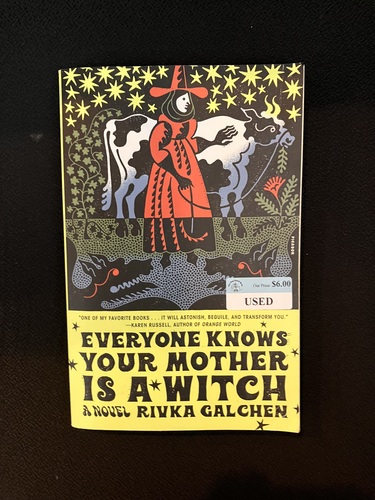 Our Price $6.00
USED
"ONE OF MY FAVORITE BOOKS . . . IT WILL ASTONISH, BEGUILE, AND TRANSFORM YOU."
—KAREN RUSSELL, AUTHOR OF ORANGE WORLD
EVERYONE KNOWS
YOUR MOTHER
IS A WITCH
A NOVEL RIVKA GALCHEN